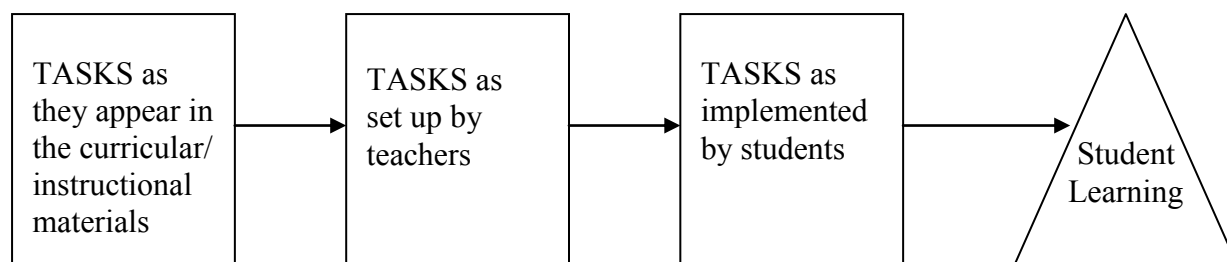 TASKS as
they appear in
the curricular/
instructional
materials
TASKS as
set up by
teachers
TASKS as
implemented
by students
Student
Learning